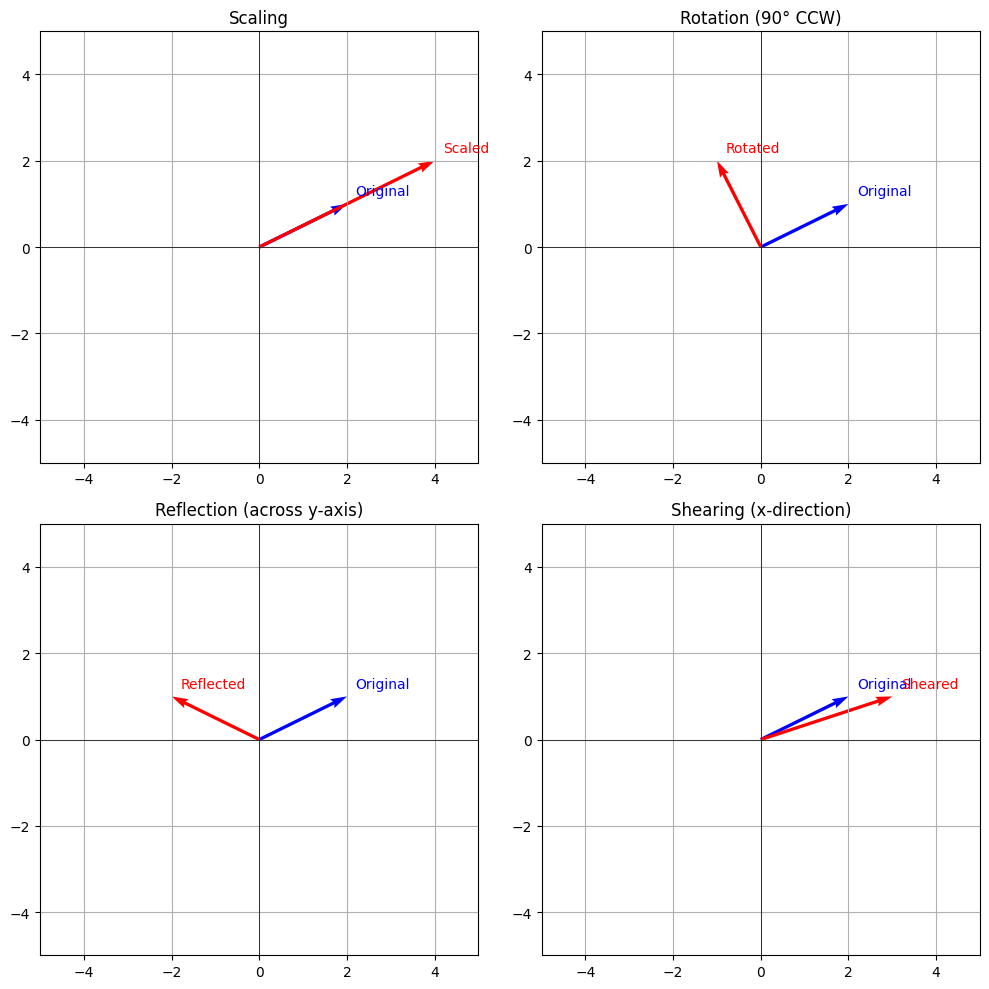 Scaling
4
2
0
−2
−4
Scaled
Original
−4 −2 0 2 4
Rotation (90° CCW)
4
2
0
−2
−4
Rotated
Original
−4 −2 0 2 4
Reflection (across y-axis)
4
2
0
−2
−4
Reflected
Original
−4 −2 0 2 4
Shearing (x-direction)
4
2
0
−2
−4
Original
Sheared
−4 −2 0 2 4